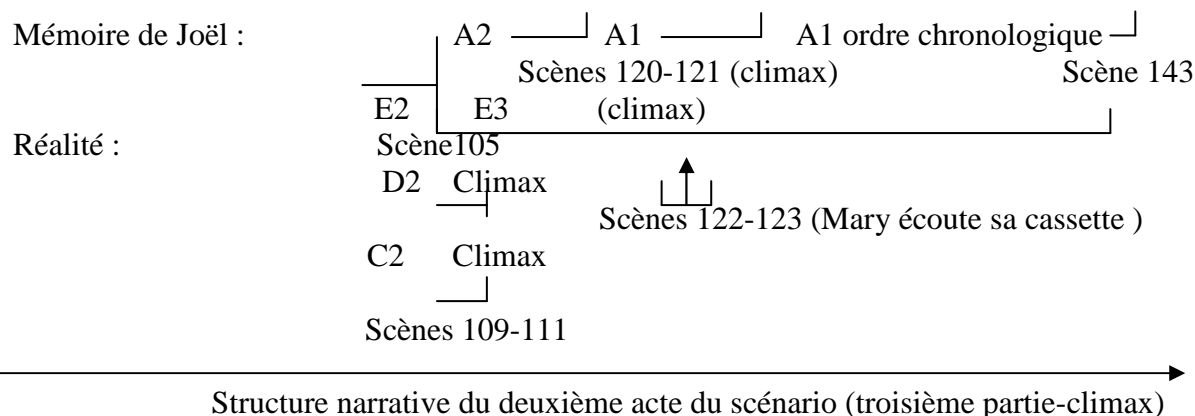 Mémoire de Joël : A2 A1 A1 ordre chronologique
Scènes 120-121 (climax) Scène 143
E2 E3 (climax)
Réalité : Scène105
D2 Climax
Scènes 122-123 (Mary écoute sa cassette )
C2 Climax
Scènes 109-111
Structure narrative du deuxième acte du scénario (troisième partie-climax)